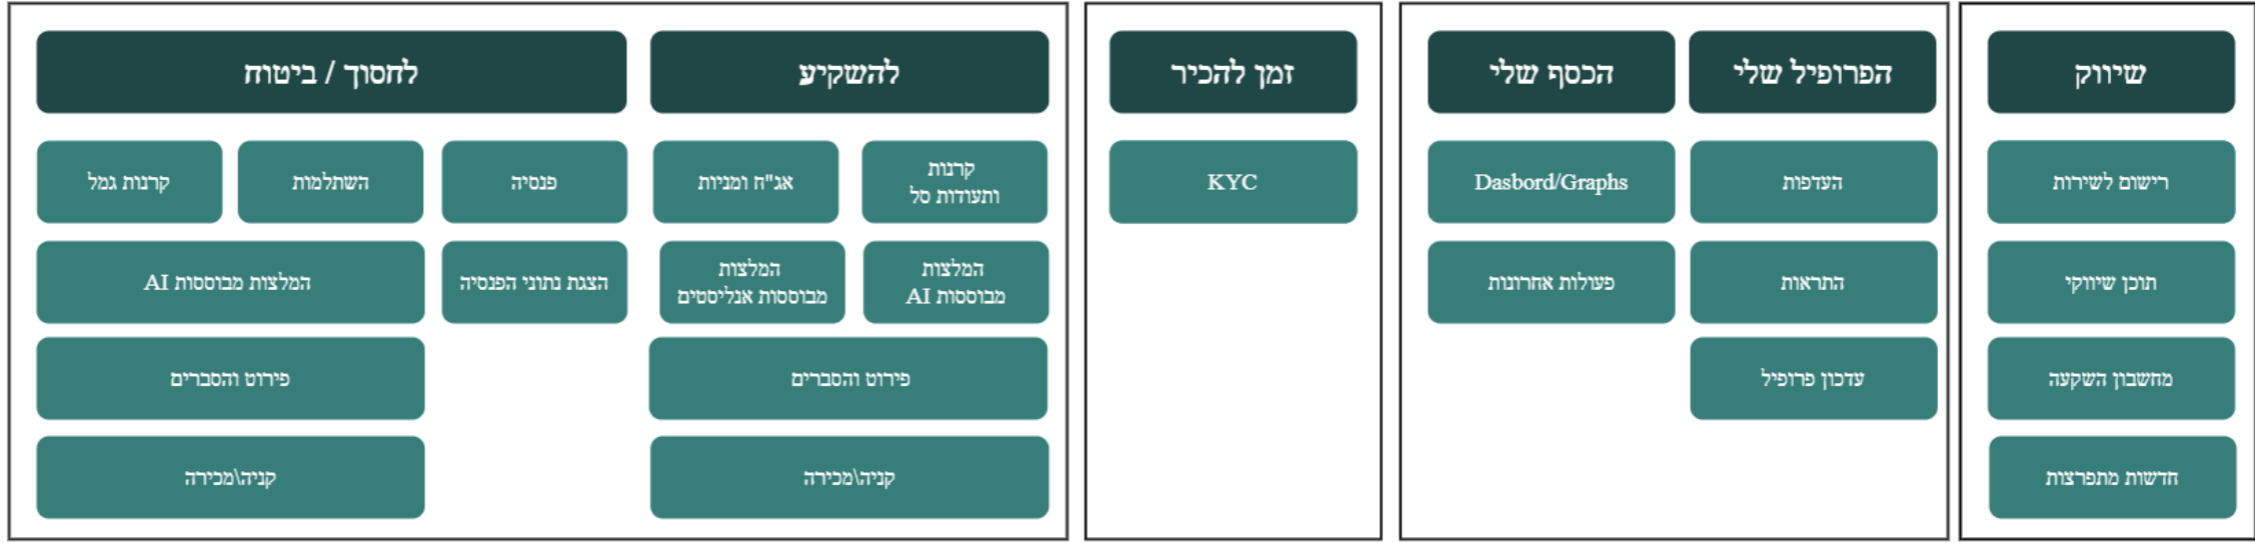 שיווק
רישום לשירות
תוכן שיווקי
מחשבון השקעה
חדשות מתפרצות
הפרופיל שלי
העדפות
התראות
עדכון פרופיל
הכסף שלי
Dasbord/Graphs
פעולות אחרונות
זמן להכיר
KYC
להשקיע
קרנות
ותעודות סל
אג"ח ומניות
המלצות
מבוססות AI
המלצות
מבוססות אנליסטים
פירוט והסברים
קניה\מכירה
לחסוך / ביטוח
פנסיה
השתלמות
קרנות גמל
הצגת נתוני הפנסיה
המלצות מבוססות AI
פירוט והסברים
קניה\מכירה